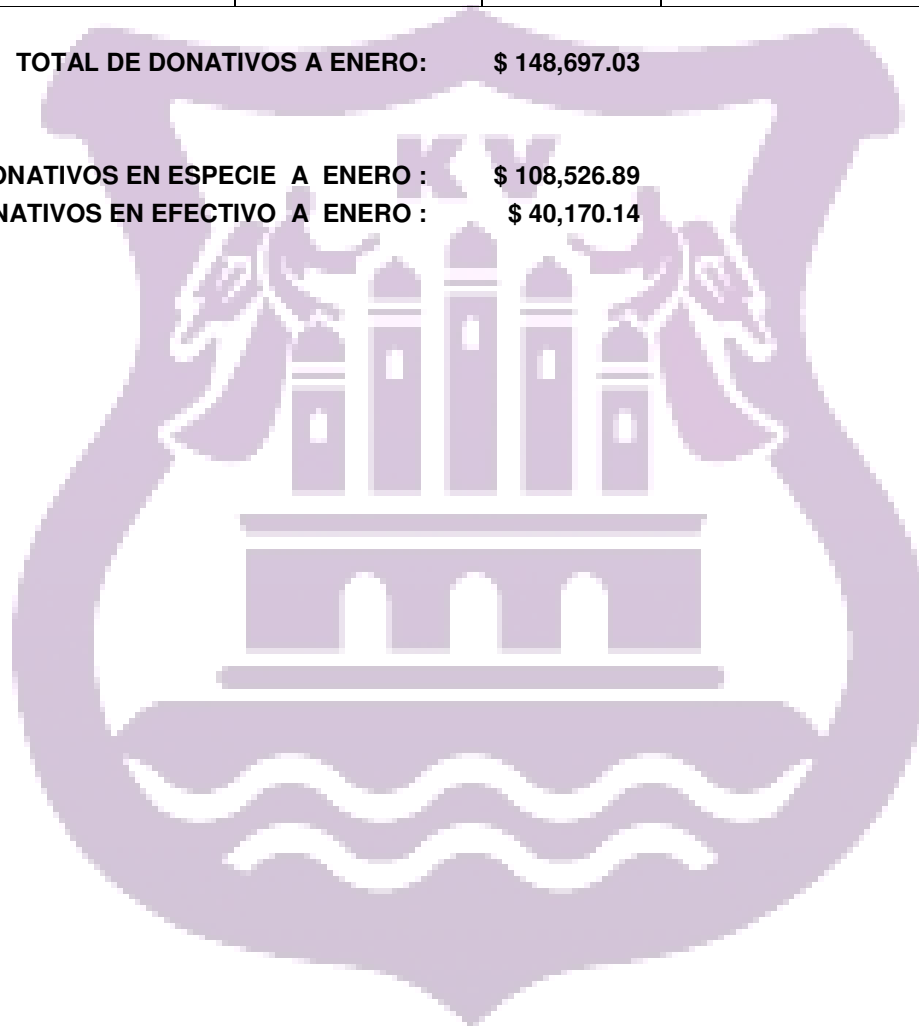 TOTAL DE DONATIVOS A ENERO: $ 148,697.03
K V
ONATIVOS EN ESPECIE A ENERO : $ 108,526.89
NATIVOS EN EFECTIVO A ENERO : $ 40,170.14